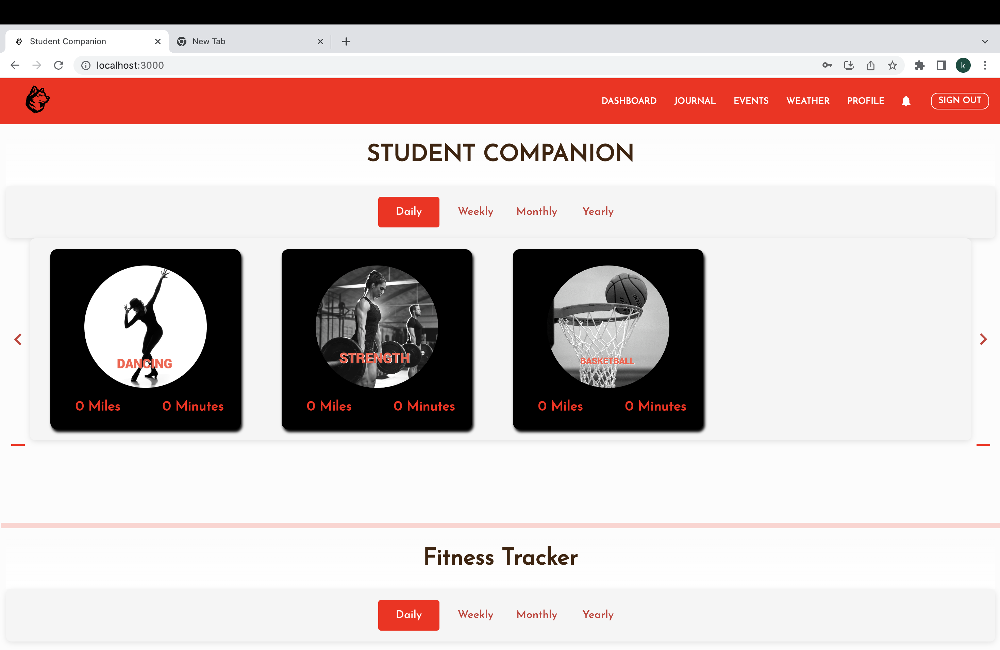 Student Companion
New Tab
localhost:3000
k
DASHBOARD JOURNAL EVENTS WEATHER PROFILE SIGN OUT
STUDENT COMPANION
Daily Weekly Monthly Yearly
DANCING STRENGTH BASKETBALL
0 Miles 0 Minutes 0 Miles 0 Minutes 0 Miles 0 Minutes
Fitness Tracker
Daily Weekly Monthly Yearly